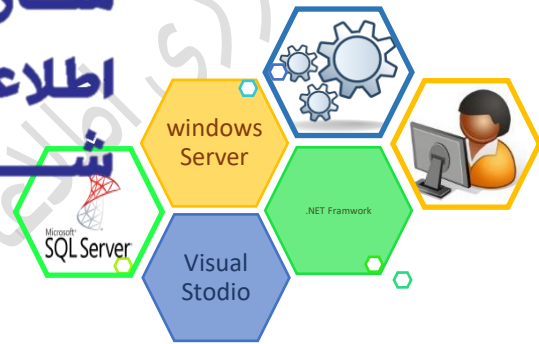 اطلاع
windows
Server
.NET Framwork
Microsoft
SQL Server
Visual
Stodio